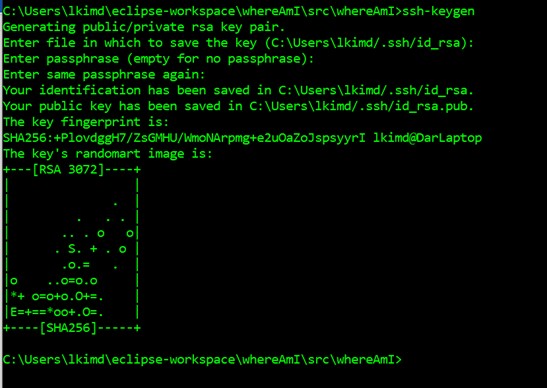 C:\Users\lkimd\eclipse-workspace\whereAmI\src\whereAmI>ssh-keygen
Generating public/private rsa key pair.
Enter file in which to save the key (C:\Users\lkimd/.ssh/id_rsa):
Enter passphrase (empty for no passphrase):
Enter same passphrase again:
Your identification has been saved in C:\Users\lkimd/.ssh/id_rsa.
Your public key has been saved in C:\Users\lkimd/.ssh/id_rsa.pub.
The key fingerprint is:
SHA256:+PlovdggH7/ZsGMHU/WmoNArpmg+e2uOaZoJspsyyrI lkimd@DarLaptop
The key's randomart image is:
+---[RSA 3072]----+
|                 |
|              .  |
|         .   . . |
|       .. . o   o|
|      . S. + . o |
|       .o.=   .  |
|o    ..o=o.o     |
|*+ o=o+o.O+=.    |
|E=+==*oo+.O=.    |
+----[SHA256]-----+
C:\Users\lkimd\eclipse-workspace\whereAmI\src\whereAmI>